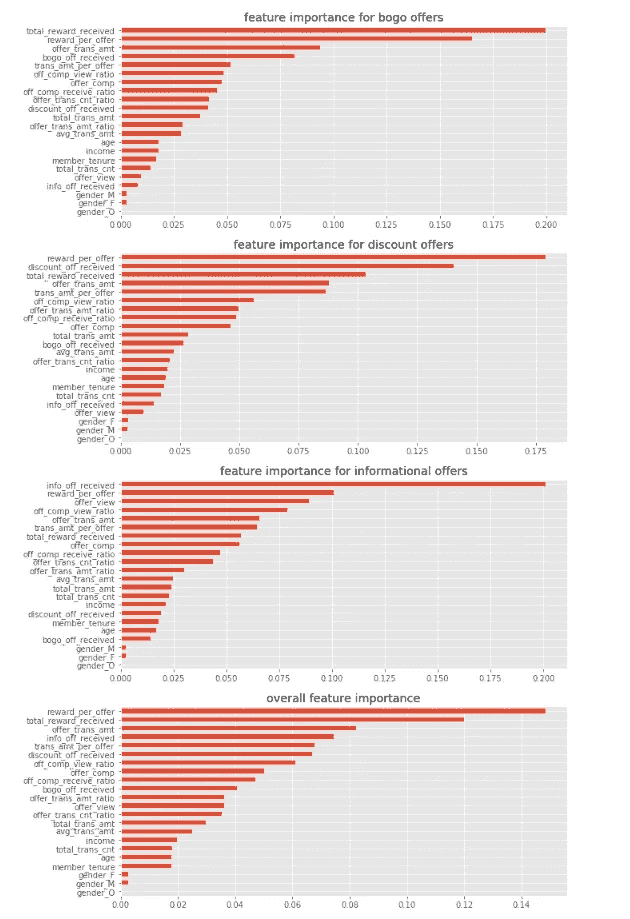 feature importance for bogo offers
total_reward_received
reward_per_offer
offer_trans_amt
bogo_off_received
trans_amt_per_offer
off_comp_view_ratio
offer_comp
off_comp_receive_ratio
offer_trans_cnt_ratio
discount_off_received
total_trans_amt
offer_trans_amt_ratio
avg_trans_amt
age
income
member_tenure
total_trans_cnt
offer_view
info_off_received
gender_M
gender_F
gender_O
0.000 0.025 0.050 0.075 0.100 0.125 0.150 0.175 0.200
feature importance for discount offers
reward_per_offer
discount_off_received
total_reward_received
offer_trans_amt
trans_amt_per_offer
off_comp_view_ratio
offer_trans_amt_ratio
off_comp_receive_ratio
offer_comp
total_trans_amt
bogo_off_received
avg_trans_amt
offer_trans_cnt_ratio
income
age
member_tenure
total_trans_cnt
info_off_received
offer_view
gender_F
gender_M
gender_O
0.000 0.025 0.050 0.075 0.100 0.125 0.150 0.175
feature importance for informational offers
info_off_received
reward_per_offer
offer_view
off_comp_view_ratio
offer_trans_amt
trans_amt_per_offer
total_reward_received
offer_comp
off_comp_receive_ratio
offer_trans_cnt_ratio
offer_trans_amt_ratio
avg_trans_amt
total_trans_amt
total_trans_cnt
income
discount_off_received
member_tenure
age
bogo_off_received
gender_M
gender_F
gender_O
0.000 0.025 0.050 0.075 0.100 0.125 0.150 0.175 0.200
overall feature importance
reward_per_offer
total_reward_received
offer_trans_amt
info_off_received
trans_amt_per_offer
discount_off_received
off_comp_view_ratio
offer_comp
off_comp_receive_ratio
bogo_off_received
offer_trans_amt_ratio
offer_view
offer_trans_cnt_ratio
total_trans_amt
avg_trans_amt
income
total_trans_cnt
age
member_tenure
gender_F
gender_M
gender_O
0.00 0.02 0.04 0.06 0.08 0.10 0.12 0.14